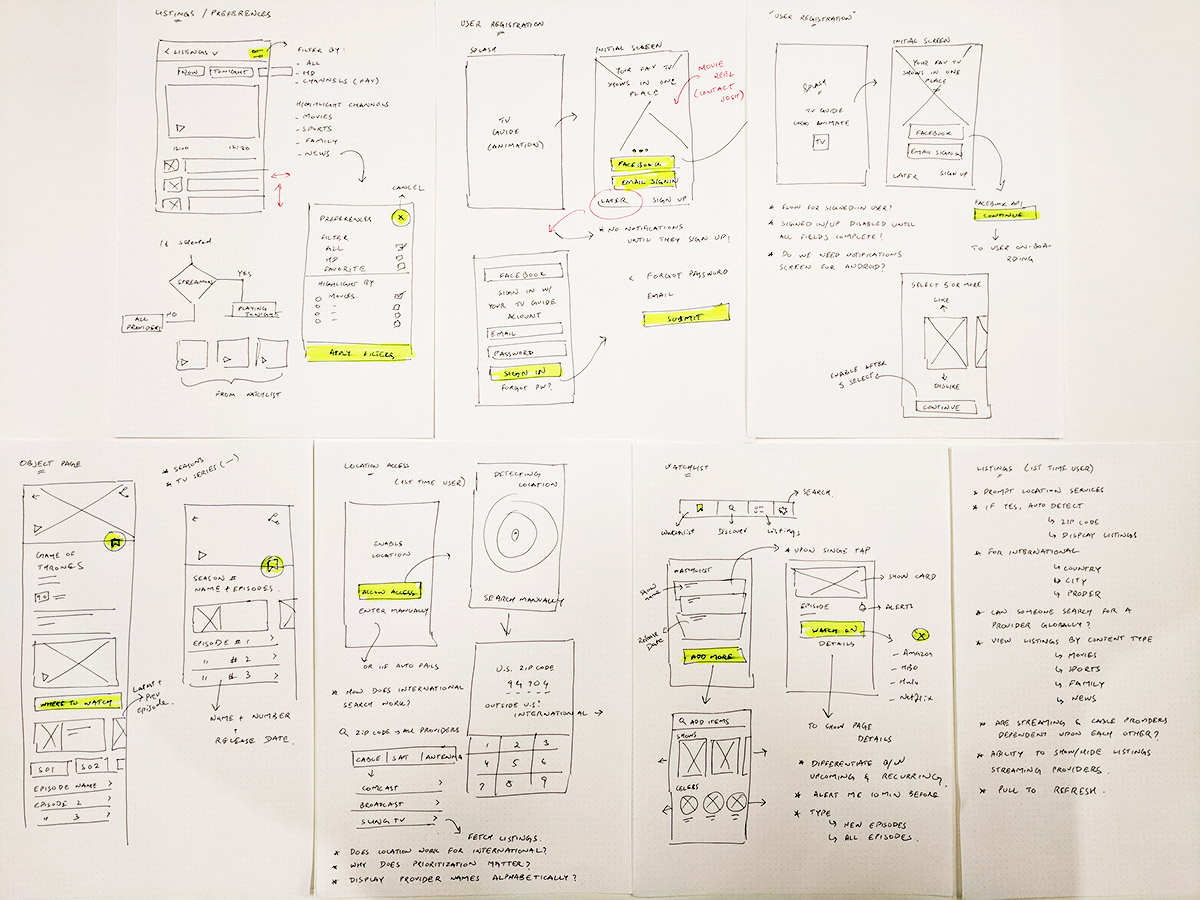 LISTINGS / PREFERENCES
< LISTINGS v
NOW
TONIGHT
12:00
12:30
FILTER BY:
- ALL
- HD
- CHANNELS (FAV)
HIGHLIGHT CHANNELS
- MOVIES
- SPORTS
- FAMILY
- NEWS
CANCEL
PREFERENCES
X
FILTER
ALL
HD
FAVORITE
HIGHLIGHT BY
MOVIES
APPLY FILTERS
If selected
STREAMING
YES
NO
PLAYING TONIGHT
ALL
PROVIDERS
FROM WATCHLIST
USER REGISTRATION
SPLASH
TV
GUIDE
(ANIMATION)
INITIAL SCREEN
YOUR FAV TV
SHOWS IN ONE
PLACE
MOVIE
REEL
(CONTACT
JOSH)
FACEBOOK
EMAIL SIGNIN
LATER
SIGN UP
* NO NOTIFICATIONS
UNTIL THEY SIGN UP!
FACEBOOK
SIGN IN W/
YOUR TV GUIDE
ACCOUNT
EMAIL
PASSWORD
SIGN IN
FORGOT PW?
< FORGOT PASSWORD
EMAIL
SUBMIT
"USER REGISTRATION"
SPLASH
TV GUIDE
LOGO ANIMATE
TV
INITIAL SCREEN
YOUR FAV TV
SHOWS IN ONE
PLACE
FACEBOOK
EMAIL SIGNIN
LATER
SIGN UP
FACEBOOK API
CONTINUE
TO USER ON-BOA-
RDING
* FLOW FOR SIGNED-IN USER?
* SIGNED IN/UP DISABLED UNTIL
ALL FIELDS COMPLETE!
* DO WE NEED NOTIFICATIONS
SCREEN FOR ANDROID?
SELECT 5 OR MORE
LIKE
DISLIKE
ENABLE AFTER
5 SELECT
CONTINUE
OBJECT PAGE
* SEASONS
* TV SERIES (—)
GAME OF
THRONES
9.0
WHERE TO WATCH
Latest +
Prev
episode.
S01
S02
EPISODE NAME >
EPISODE 2 >
" 3 >
SEASON #
NAME + EPISODES.
EPISODE # 1 >
" # 2 >
" # 3 >
NAME + NUMBER
+
RELEASE DATE.
LOCATION ACCESS
(1ST TIME USER)
ENABLE
LOCATION
ALLOW ACCESS
ENTER MANUALLY
OR IF AUTO FAILS
DETECTING
LOCATION
SEARCH MANUALLY
* HOW DOES INTERNATIONAL
SEARCH WORK?
Q ZIP CODE → ALL PROVIDERS
CABLE
SAT
ANTENNA
COMCAST >
BROADCAST >
SLING TV >
FETCH LISTINGS.
U.S. ZIP CODE
94704
OUTSIDE U.S?
INTERNATIONAL →
1 2 3
4 5 6
7 8 9
* DOES LOCATION WORK FOR INTERNATIONAL?
* WHY DOES PRIORITIZATION MATTER?
* DISPLAY PROVIDER NAMES ALPHABETICALLY?
WATCHLIST
SEARCH
Watchlist
Discover
Listings
* UPON SINGLE TAP
WATCHLIST
Show
name
Release
Date
ADD MORE
SHOW CARD
EPISODE
ALERTS
WATCH ON
DETAILS
X
- Amazon
- HBO
- Hulu
- Netflix
Q ADD ITEMS
SHOWS
CELEBS
TO SHOW PAGE
DETAILS
* DIFFERENTIATE B/W
UPCOMING & RECURRING.
* ALERT ME 10 MIN BEFORE
* TYPE
↳ NEW EPISODES
↳ ALL EPISODES.
LISTINGS (1ST TIME USER)
* PROMPT LOCATION SERVICES
* IF YES, AUTO DETECT
↳ ZIP CODE
↳ DISPLAY LISTINGS
* FOR INTERNATIONAL
↳ COUNTRY
↳ CITY
↳ PRODER
* CAN SOMEONE SEARCH FOR A
PROVIDER GLOBALLY?
* VIEW LISTINGS BY CONTENT TYPE
↳ MOVIES
↳ SPORTS
↳ FAMILY
↳ NEWS
* ARE STREAMING & CABLE PROVIDERS
DEPENDENT UPON EACH OTHER?
* ABILITY TO SHOW/HIDE LISTINGS
STREAMING PROVIDERS.
* PULL TO REFRESH.